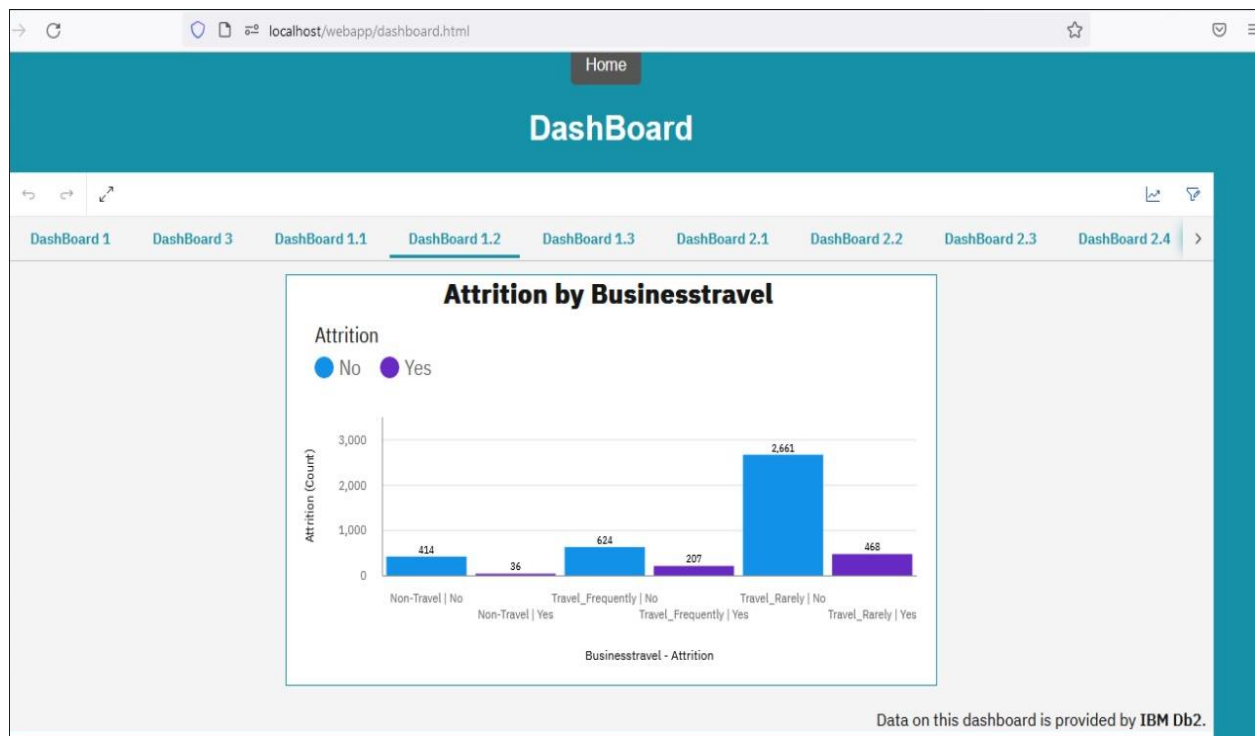 localhost/webapp/dashboard.html
Home
DashBoard
DashBoard 1 DashBoard 3 DashBoard 1.1 DashBoard 1.2 DashBoard 1.3 DashBoard 2.1 DashBoard 2.2 DashBoard 2.3 DashBoard 2.4
Attrition by Businesstravel
Attrition
No Yes
Attrition (Count)
3,000
2,000
1,000
0
414
36
624
207
2,661
468
Non-Travel | No Travel_Frequently | No Travel_Rarely | No
Non-Travel | Yes Travel_Frequently | Yes Travel_Rarely | Yes
Businesstravel - Attrition
Data on this dashboard is provided by IBM Db2.